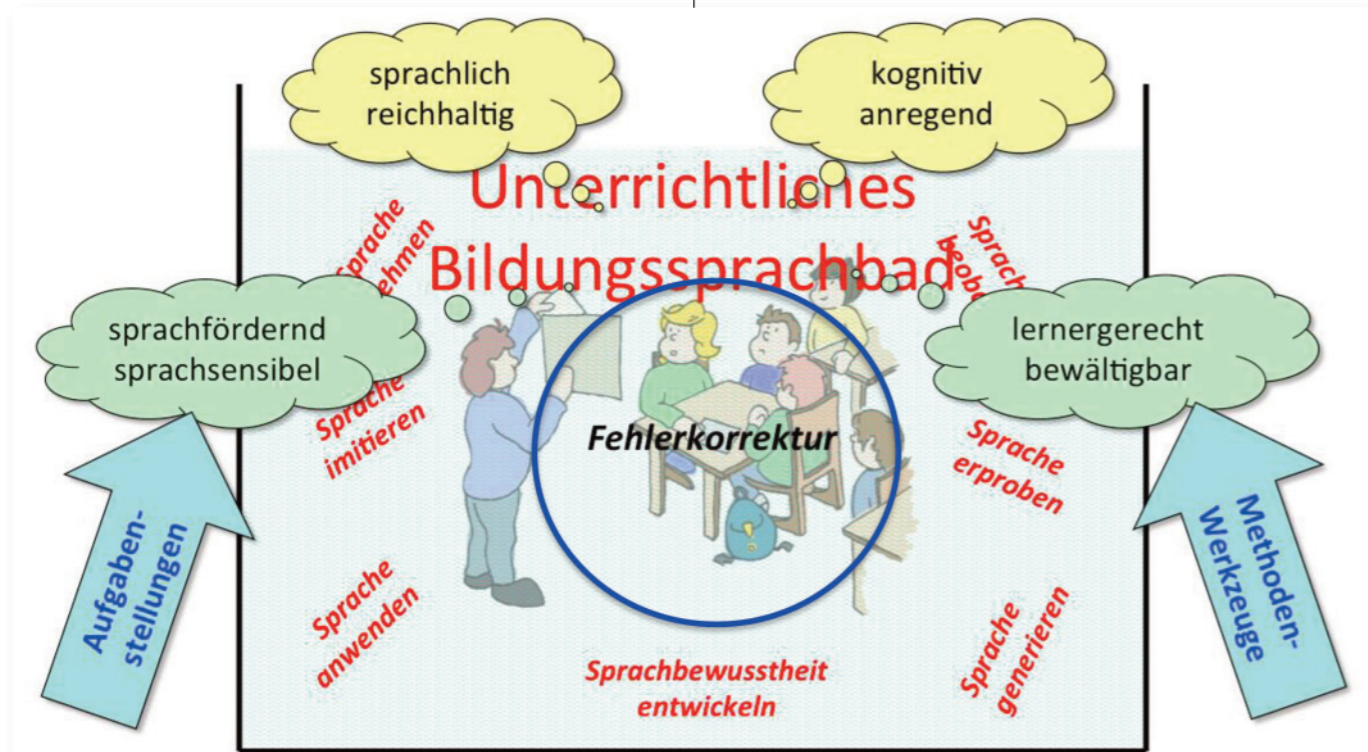 sprachlich
reichhaltig
kognitiv
anregend
Unterrichtliches
Bildungssprachbad
Sprache
sprachfördernd
sprachsensibel
lernergerecht
bewältigbar
Sprache
imitieren
Fehlerkorrektur
Sprache
erproben
Aufgaben-
stellungen
Methoden-
Werkzeuge
Sprache
anwenden
Sprachbewusstheit
entwickeln
Sprache
generieren